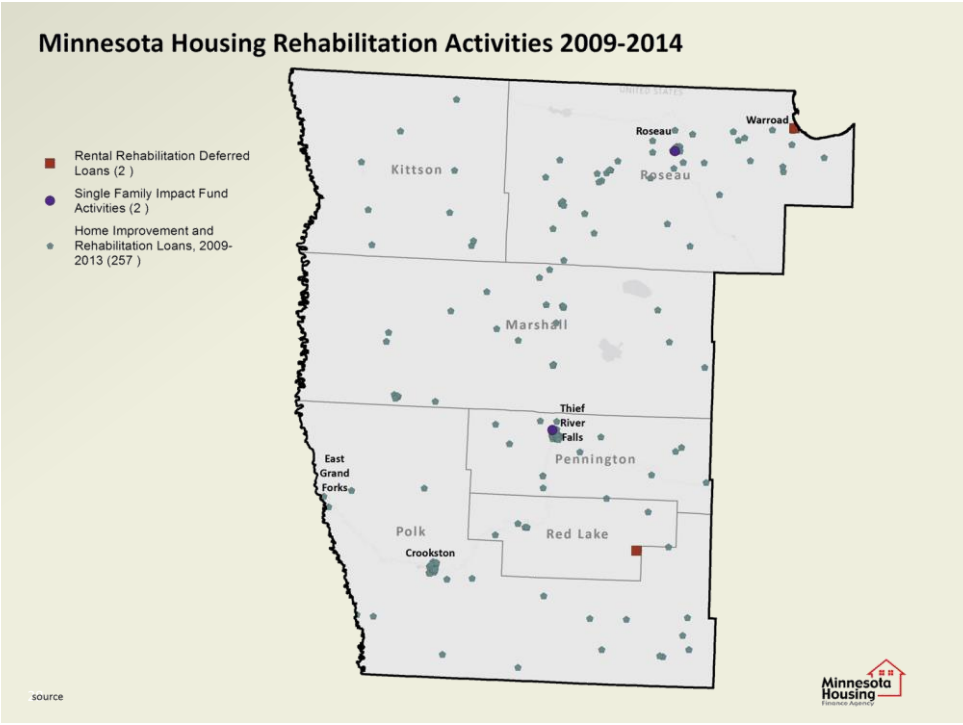 Minnesota Housing Rehabilitation Activities 2009-2014
Rental Rehabilitation Deferred
Loans (2 )
Single Family Impact Fund
Activities (2 )
Home Improvement and
Rehabilitation Loans, 2009-
2013 (257 )
UNITED STATES
Warroad
Roseau
Kittson
Roseau
Marshall
Thief
River
Falls
Pennington
East
Grand
Forks
Polk
Red Lake
Crookston
source
Minnesota
Housing
Finance Agency